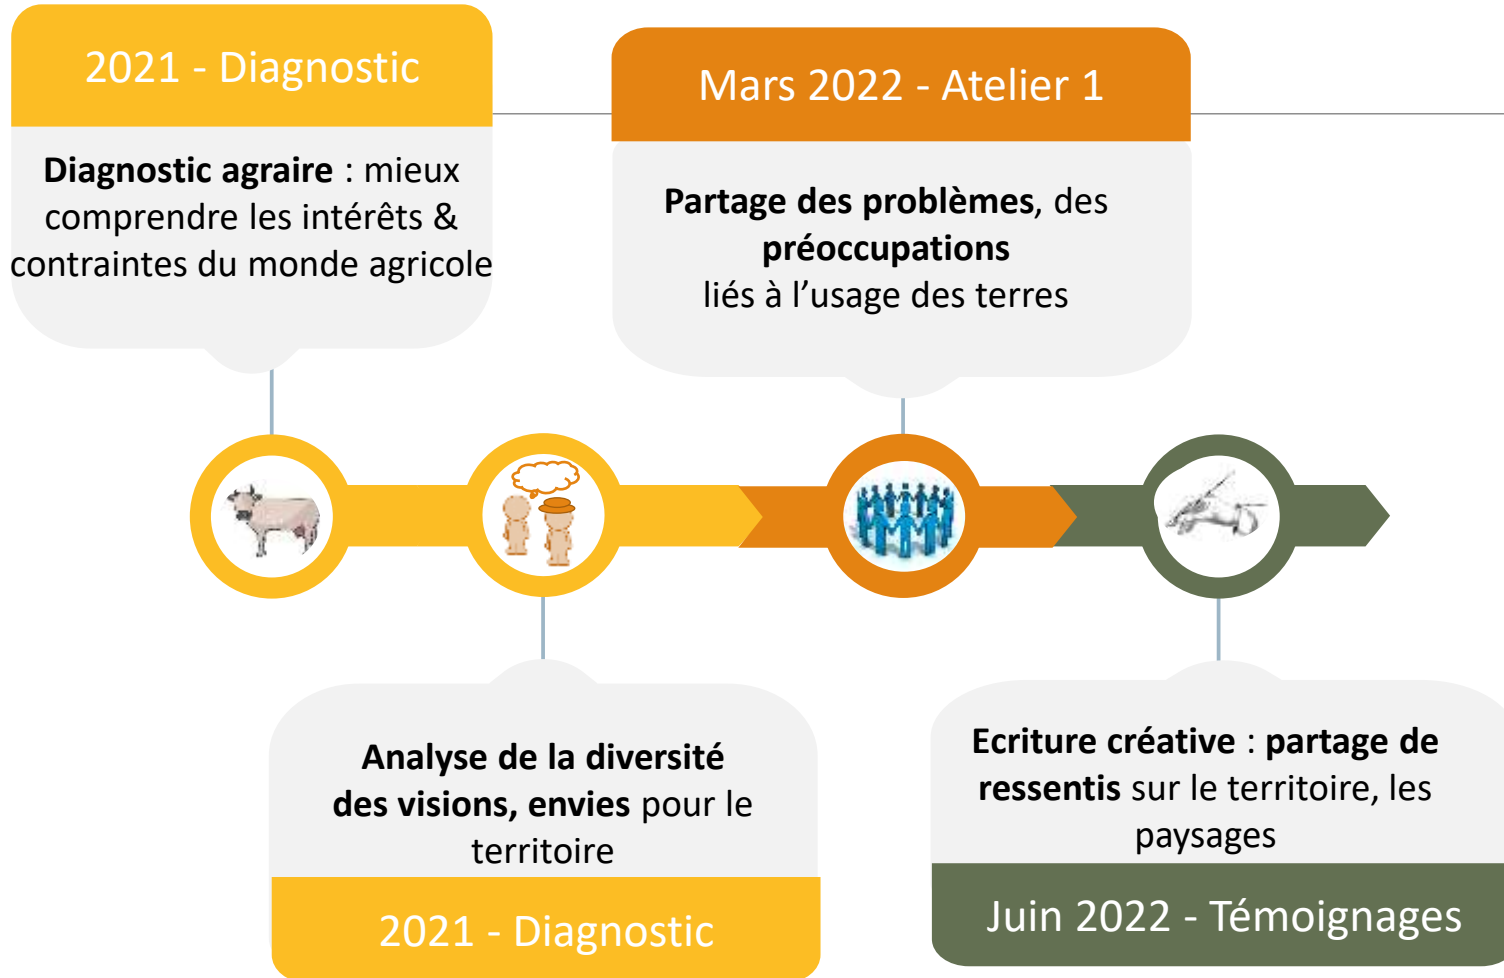 2021 - Diagnostic
Diagnostic agraire : mieux
comprendre les intérêts &
contraintes du monde agricole
Mars 2022 - Atelier 1
Partage des problèmes, des
préoccupations
liés à l’usage des terres
Analyse de la diversité
des visions, envies pour le
territoire
2021 - Diagnostic
Ecriture créative : partage de
ressentis sur le territoire, les
paysages
Juin 2022 - Témoignages